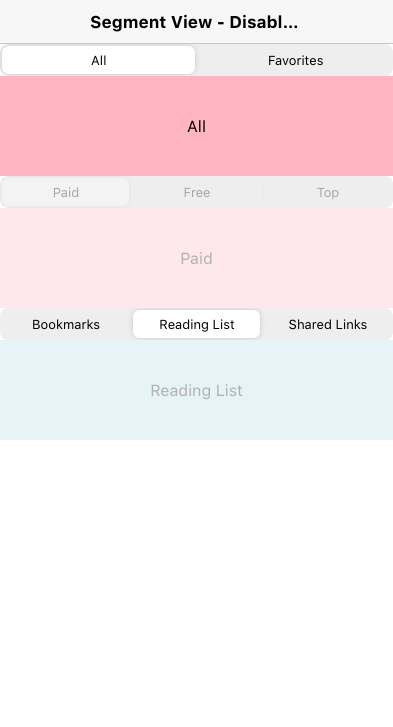 Segment View - Disabl...
All
Favorites
All
Paid
Free
Top
Paid
Bookmarks
Reading List
Shared Links
Reading List